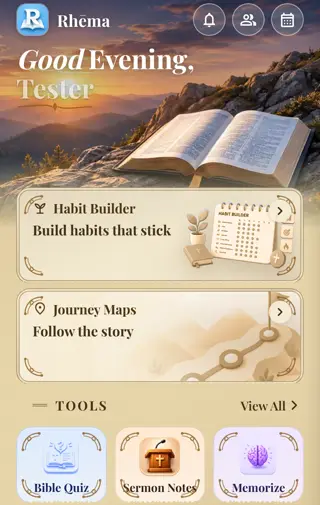 Rhēma
Good Evening,
Tester
Habit Builder
Build habits that stick
HABIT BUILDER
Journey Maps
Follow the story
TOOLS
View All
Bible Quiz
Sermon Notes
Memorize